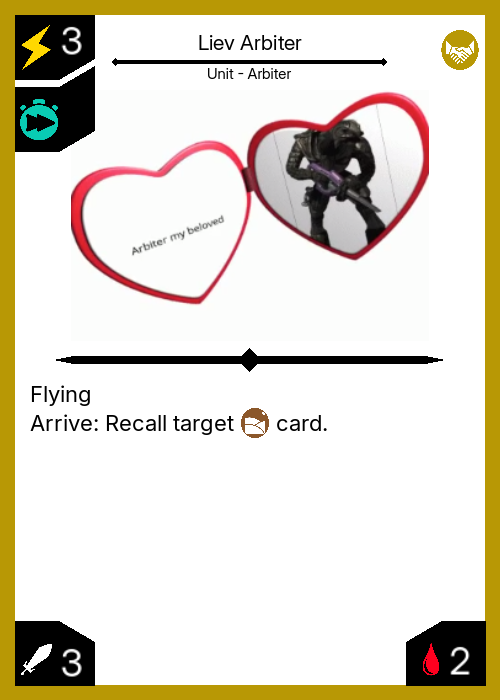 3
Liev Arbiter
Unit - Arbiter
Arbiter my beloved
Flying
Arrive: Recall target card.
3
2